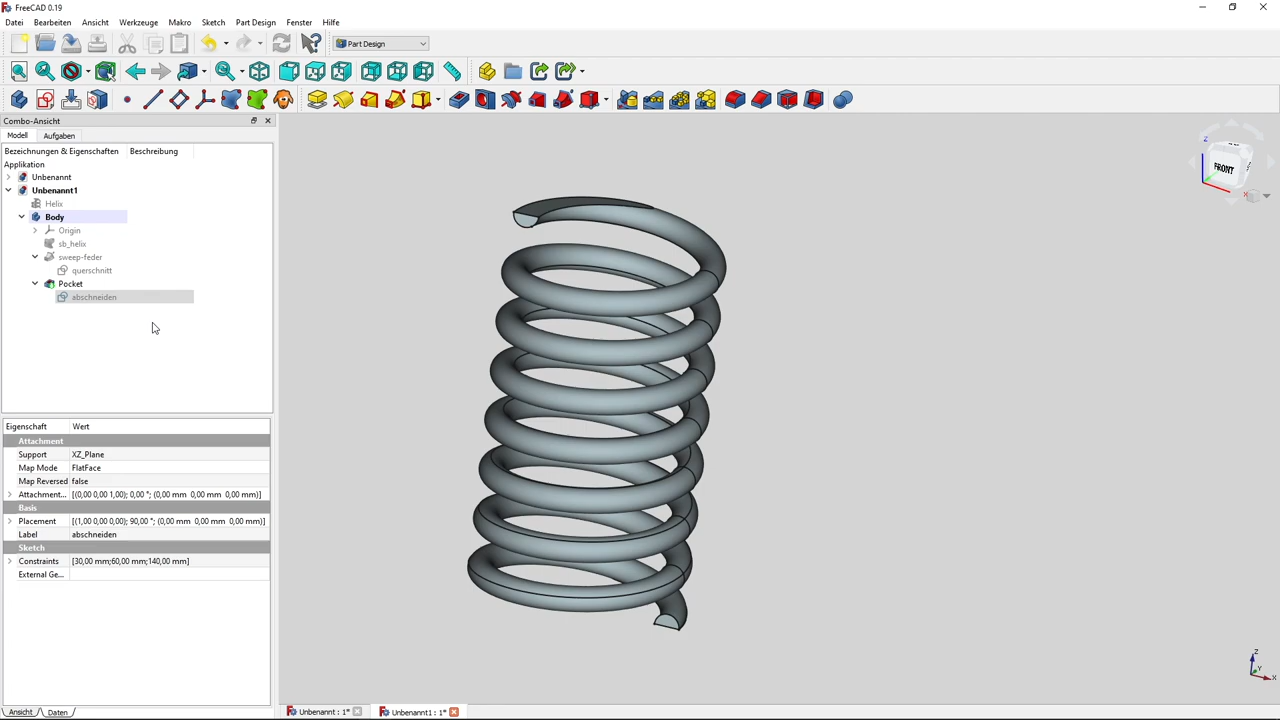 FreeCAD 0.19
Datei Bearbeiten Ansicht Werkzeuge Makro Sketch Part Design Fenster Hilfe
Part Design
Combo-Ansicht
Modell Aufgaben
Bezeichnungen & Eigenschaften Beschreibung
Applikation
Unbenannt
Unbenannt1
Helix
Body
Origin
sb_helix
sweep-feder
querschnitt
Pocket
abschneiden
Eigenschaft Wert
Attachment
Support XZ_Plane
Map Mode FlatFace
Map Reversed false
Attachment... [(0,00 0,00 1,00); 0,00 °; (0,00 mm 0,00 mm 0,00 mm)]
Basis
Placement [(1,00 0,00 0,00); 90,00 °; (0,00 mm 0,00 mm 0,00 mm)]
Label abschneiden
Sketch
Constraints [30,00 mm;60,00 mm;140,00 mm]
External Ge...
Ansicht Daten
Unbenannt : 1* Unbenannt1 : 1*
Z
FRONT
X
Z
Y
X